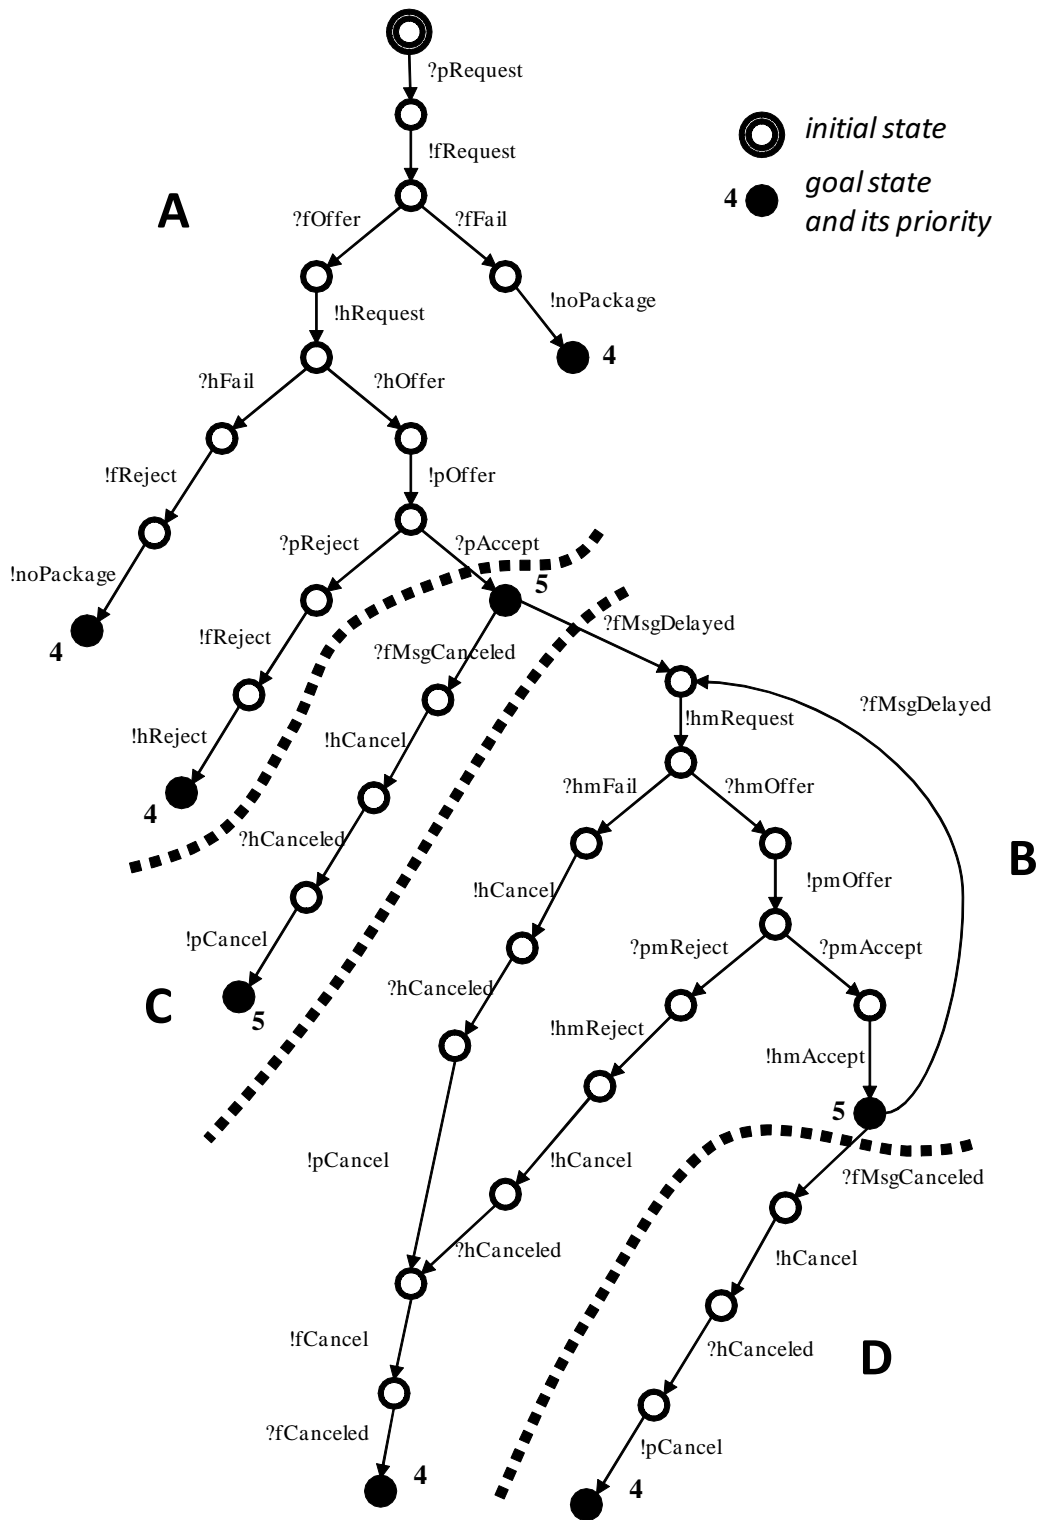 ?pRequest
initial state
!fRequest
goal state
4
and its priority
A
?fOffer
?fFail
!noPackage
!hRequest
4
?hFail
?hOffer
!fReject
!pOffer
?pReject
?pAccept
!noPackage
5
4
!fReject
?fMsgCanceled
?fMsgDelayed
?fMsgDelayed
!hReject
!hCancel
!hmRequest
4
?hCanceled
?hmFail
?hmOffer
B
!hCancel
!pmOffer
!pCancel
?pmReject
?pmAccept
C
5
?hCanceled
!hmReject
!hmAccept
5
!pCancel
!hCancel
?fMsgCanceled
?hCanceled
!hCancel
!fCancel
?hCanceled
D
?fCanceled
!pCancel
4
4